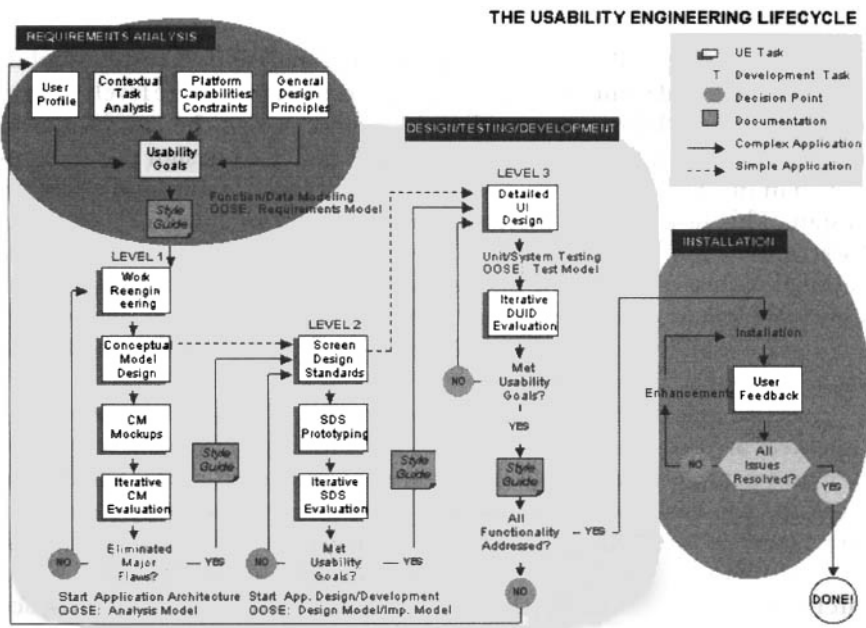 THE USABILITY ENGINEERING LIFECYCLE
REQUIREMENTS ANALYSIS
User
Profile
Contextual
Task
Analysis
Platform
Capabilities/
Constraints
General
Design
Principles
Usability
Goals
Style
Guide
Function/Data Modeling
OOSE: Requirements Model
UE Task
T Development Task
Decision Point
Documentation
Complex Application
Simple Application
DESIGN/TESTING/DEVELOPMENT
LEVEL 1
Work
Reengin-
eering
Conceptual
Model
Design
CM
Mockups
Iterative
CM
Evaluation
Eliminated
Major
Flaws?
NO
YES
Style
Guide
Start Application Architecture
OOSE: Analysis Model
LEVEL 2
Screen
Design
Standards
SDS
Prototyping
Iterative
SDS
Evaluation
Met
Usability
Goals?
NO
YES
Style
Guide
Start App. Design/Development
OOSE: Design Model/Imp. Model
LEVEL 3
Detailed
UI
Design
Unit/System Testing
OOSE: Test Model
Iterative
DUID
Evaluation
Met
Usability
Goals?
NO
YES
Style
Guide
All
Functionality
Addressed?
YES
NO
INSTALLATION
Installation
Enhancements
User
Feedback
All
Issues
Resolved?
NO
YES
DONE!